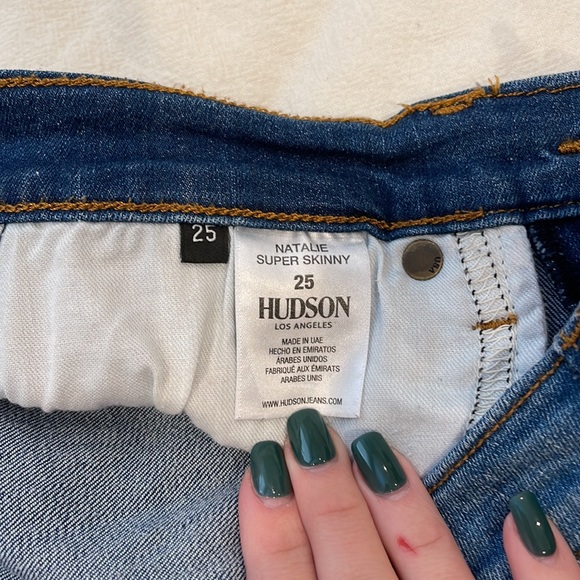 25
NATALIE
SUPER SKINNY
25
HUDSON
LOS ANGELES
MADE IN UAE
HECHO EN EMIRATOS
ÁRABES UNIDOS
FABRIQUÉ AUX ÉMIRATS
ARABES UNIS
WWW.HUDSONJEANS.COM